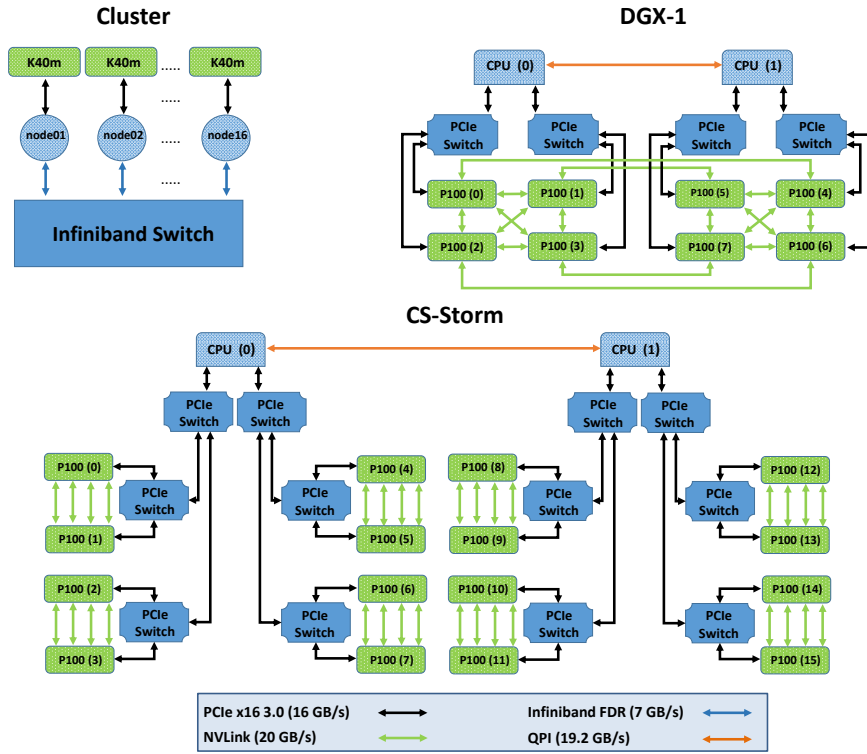 Cluster
DGX-1
K40m
K40m
.....
K40m
.....
node01
node02
.....
node16
.....
Infiniband Switch
CPU (0)
CPU (1)
PCIe
Switch
PCIe
Switch
PCIe
Switch
PCIe
Switch
P100 (0)
P100 (1)
P100 (5)
P100 (4)
P100 (2)
P100 (3)
P100 (7)
P100 (6)
CS-Storm
CPU (0)
CPU (1)
PCIe
Switch
PCIe
Switch
PCIe
Switch
PCIe
Switch
P100 (0)
PCIe
Switch
P100 (1)
P100 (4)
PCIe
Switch
P100 (5)
P100 (8)
PCIe
Switch
P100 (9)
P100 (12)
PCIe
Switch
P100 (13)
P100 (2)
PCIe
Switch
P100 (3)
P100 (6)
PCIe
Switch
P100 (7)
P100 (10)
PCIe
Switch
P100 (11)
P100 (14)
PCIe
Switch
P100 (15)
PCIe x16 3.0 (16 GB/s)
Infiniband FDR (7 GB/s)
NVLink (20 GB/s)
QPI (19.2 GB/s)